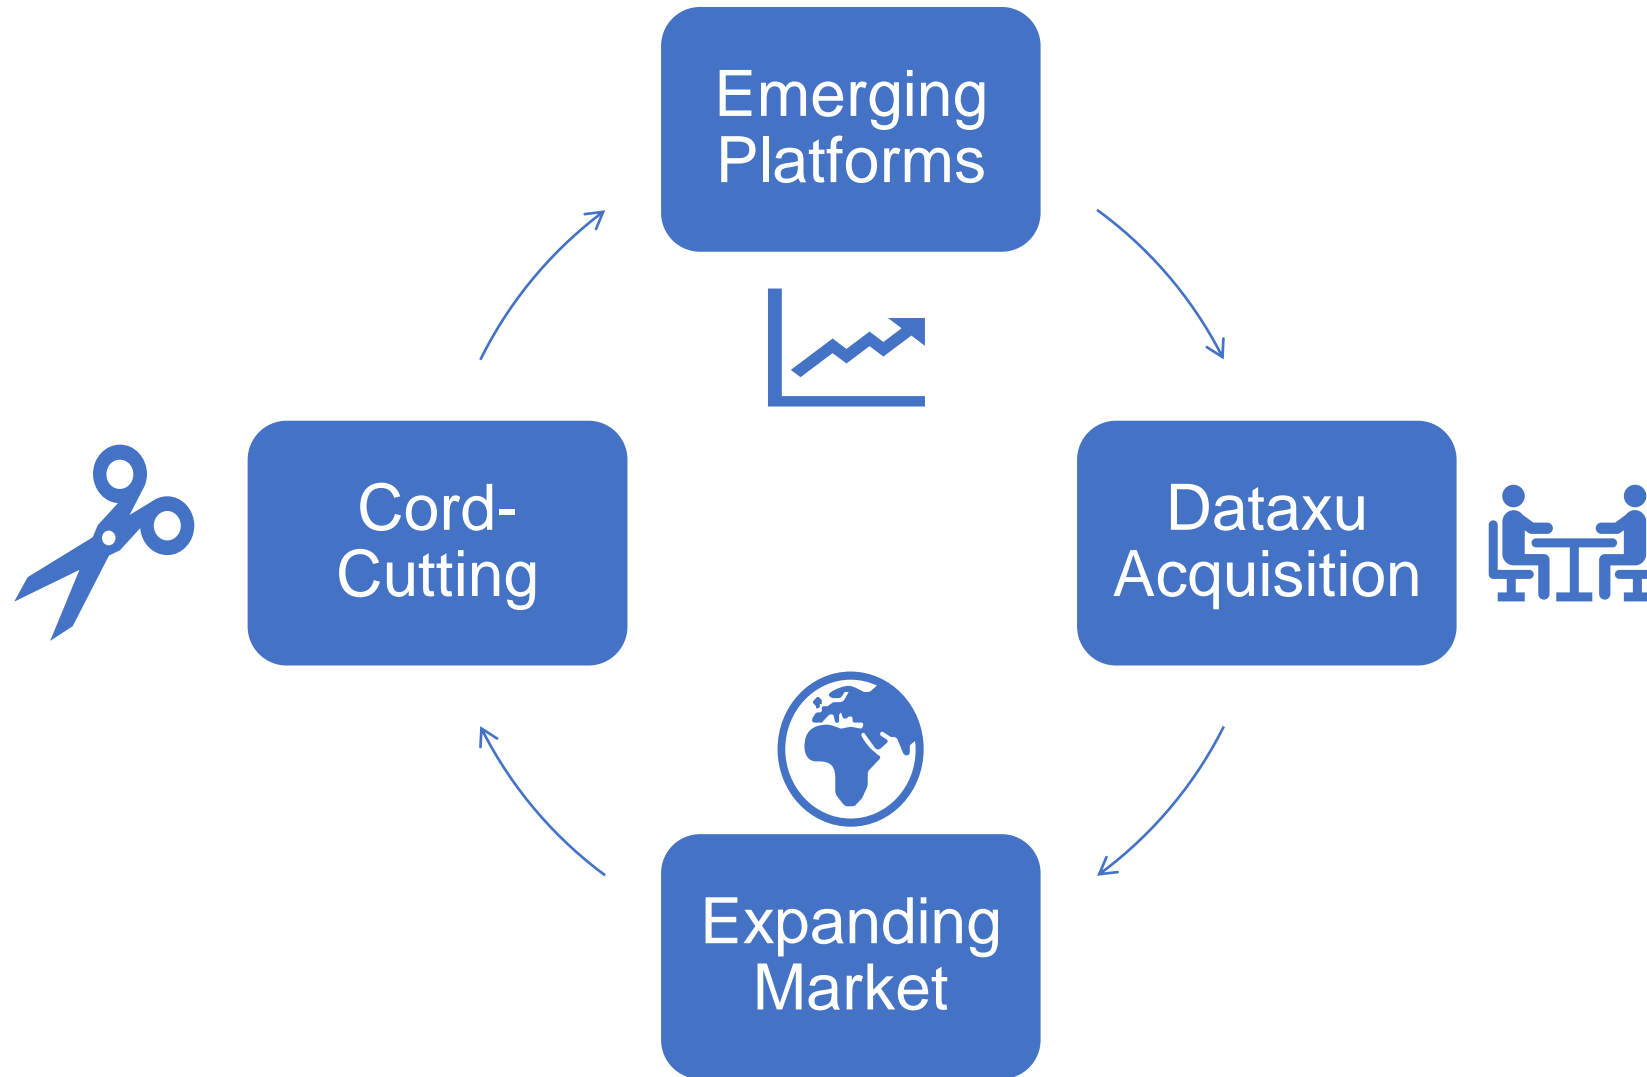 Emerging
Platforms
Cord-
Cutting
Dataxu
Acquisition
Expanding
Market